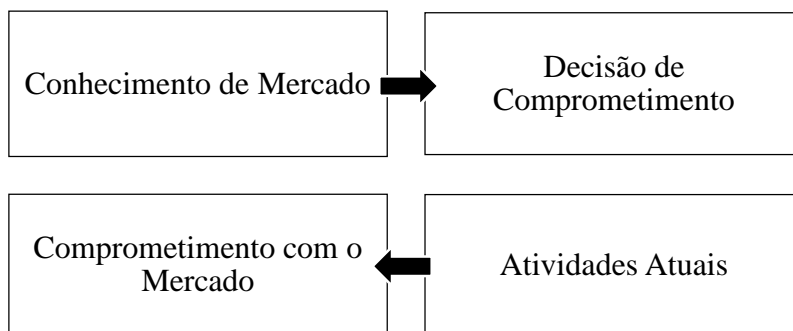 Conhecimento de Mercado
Decisão de
Comprometimento
Comprometimento com o
Mercado
Atividades Atuais